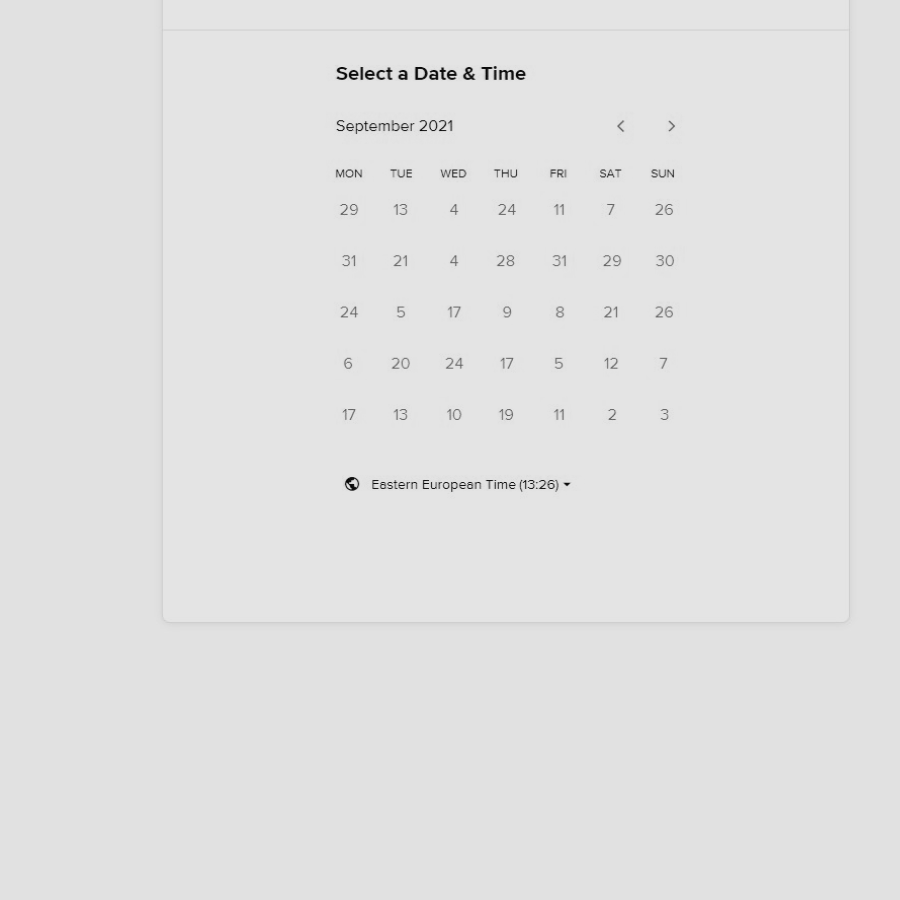 Select a Date & Time
September 2021
MON TUE WED THU FRI SAT SUN
29 13 4 24 11 7 26
31 21 4 28 31 29 30
24 5 17 9 8 21 26
6 20 24 17 5 12 7
17 13 10 19 11 2 3
Eastern European Time (13:26)